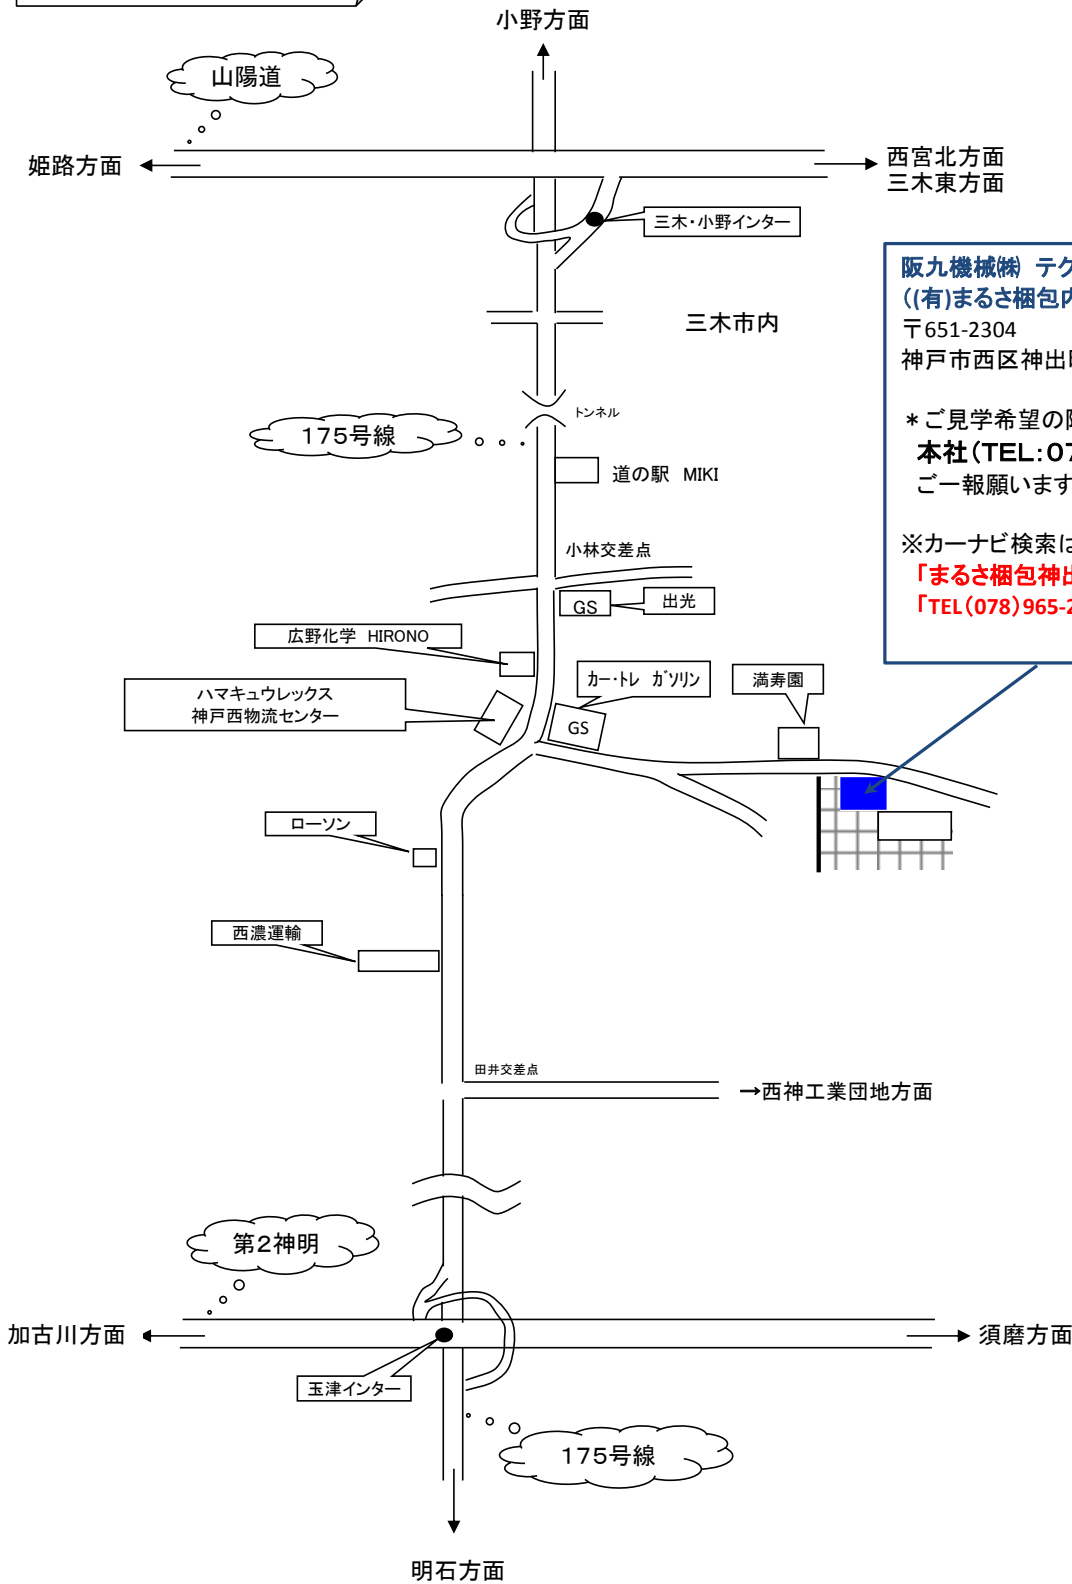 小野方面
山陽道
姫路方面
西宮北方面
三木東方面
三木・小野インター
阪九機械㈱ テク
((有)まるさ梱包内
〒651-2304
神戸市西区神出
*ご見学希望の
本社(TEL:07
ご一報願います
※カーナビ検索は
「まるさ梱包神出
「TEL(078)965-2
三木市内
トンネル
175号線
道の駅 MIKI
小林交差点
GS
出光
広野化学 HIRONO
ハマキュウレックス
神戸西物流センター
カー・トレ ガソリン
GS
満寿園
ローソン
西濃運輸
田井交差点
→西神工業団地方面
第2神明
加古川方面
須磨方面
玉津インター
175号線
明石方面